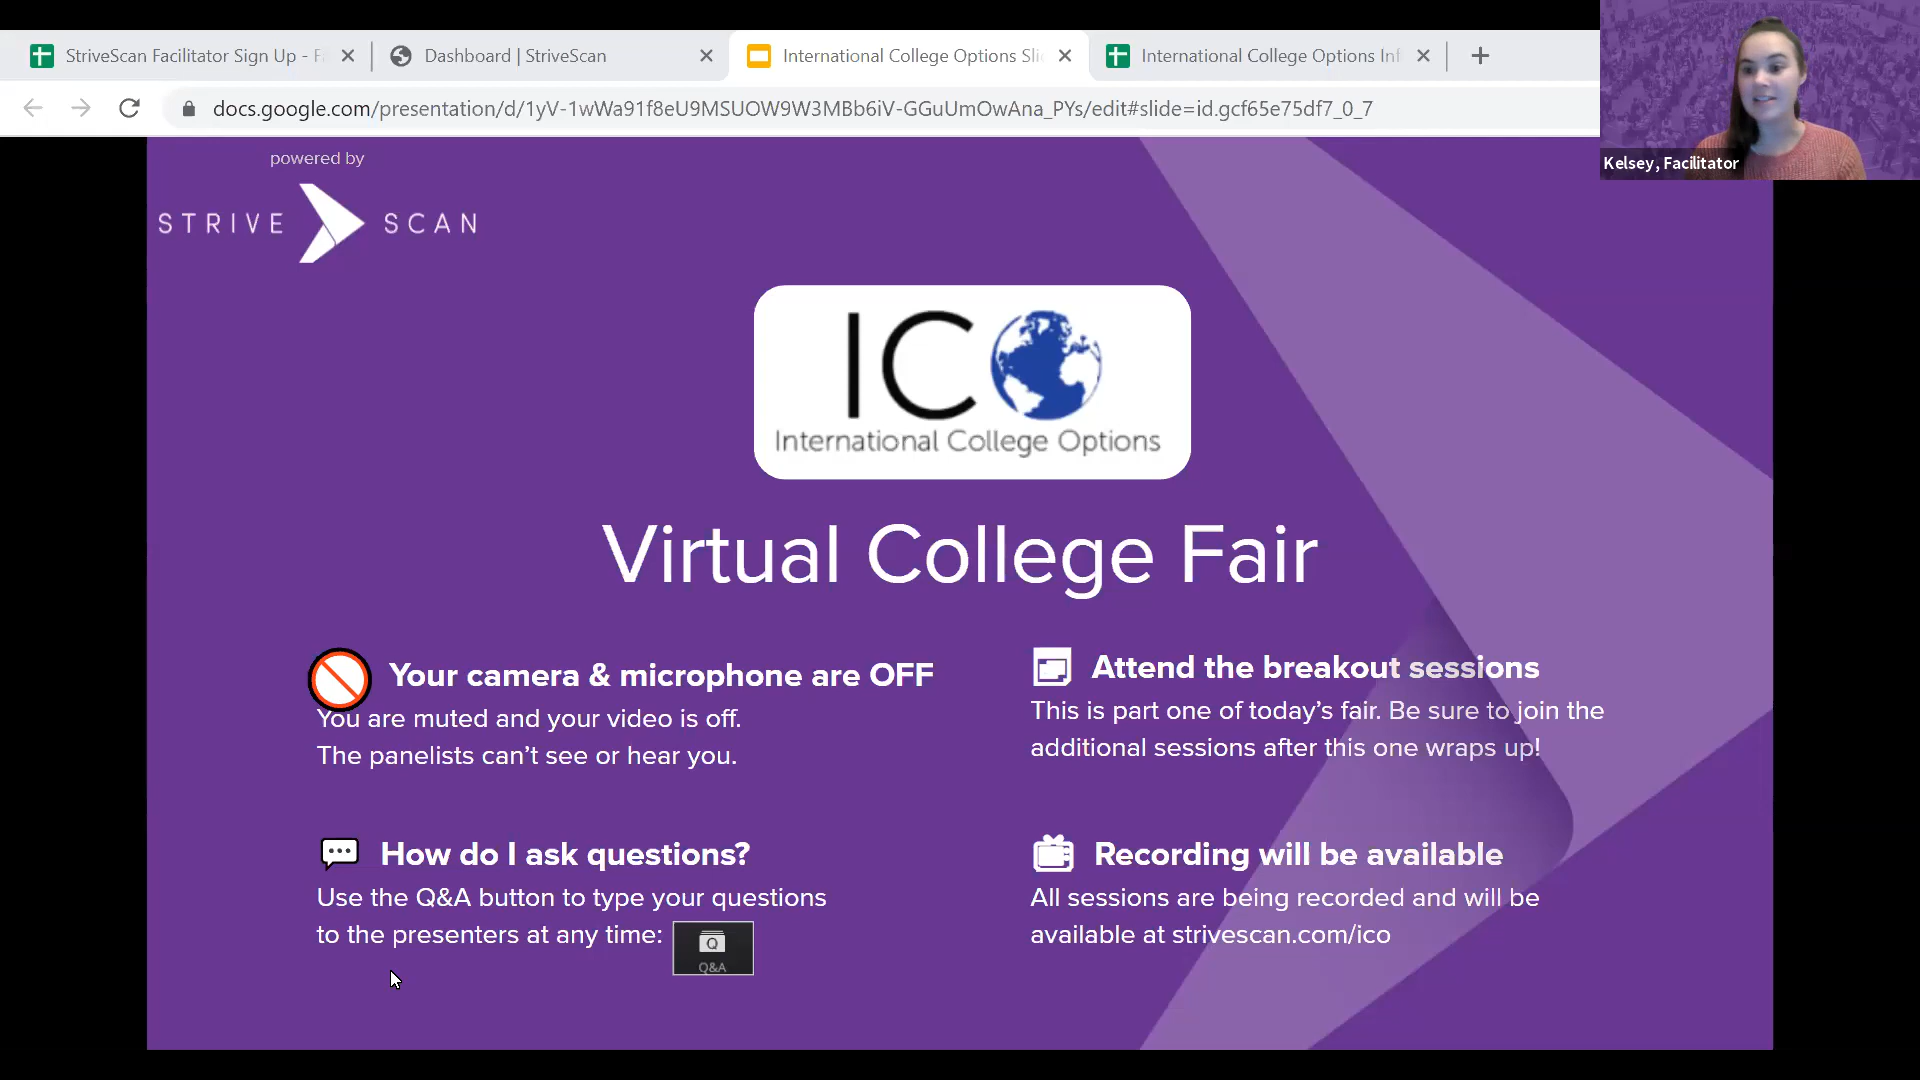 StriveScan Facilitator Sign Up - F
Dashboard | StriveScan
International College Options Sli
International College Options Inf
docs.google.com/presentation/d/1yV-1wWa91f8eU9MSUOW9W3MBb6iV-GGuUmOwAna_PYs/edit#slide=id.gcf65e75df7_0_7
Kelsey, Facilitator
powered by
STRIVE SCAN
ICO
International College Options
Virtual College Fair
Your camera & microphone are OFF
You are muted and your video is off.
The panelists can't see or hear you.
Attend the breakout sessions
This is part one of today's fair. Be sure to join the
additional sessions after this one wraps up!
How do I ask questions?
Use the Q&A button to type your questions
to the presenters at any time:
Q
Q&A
Recording will be available
All sessions are being recorded and will be
available at strivescan.com/ico